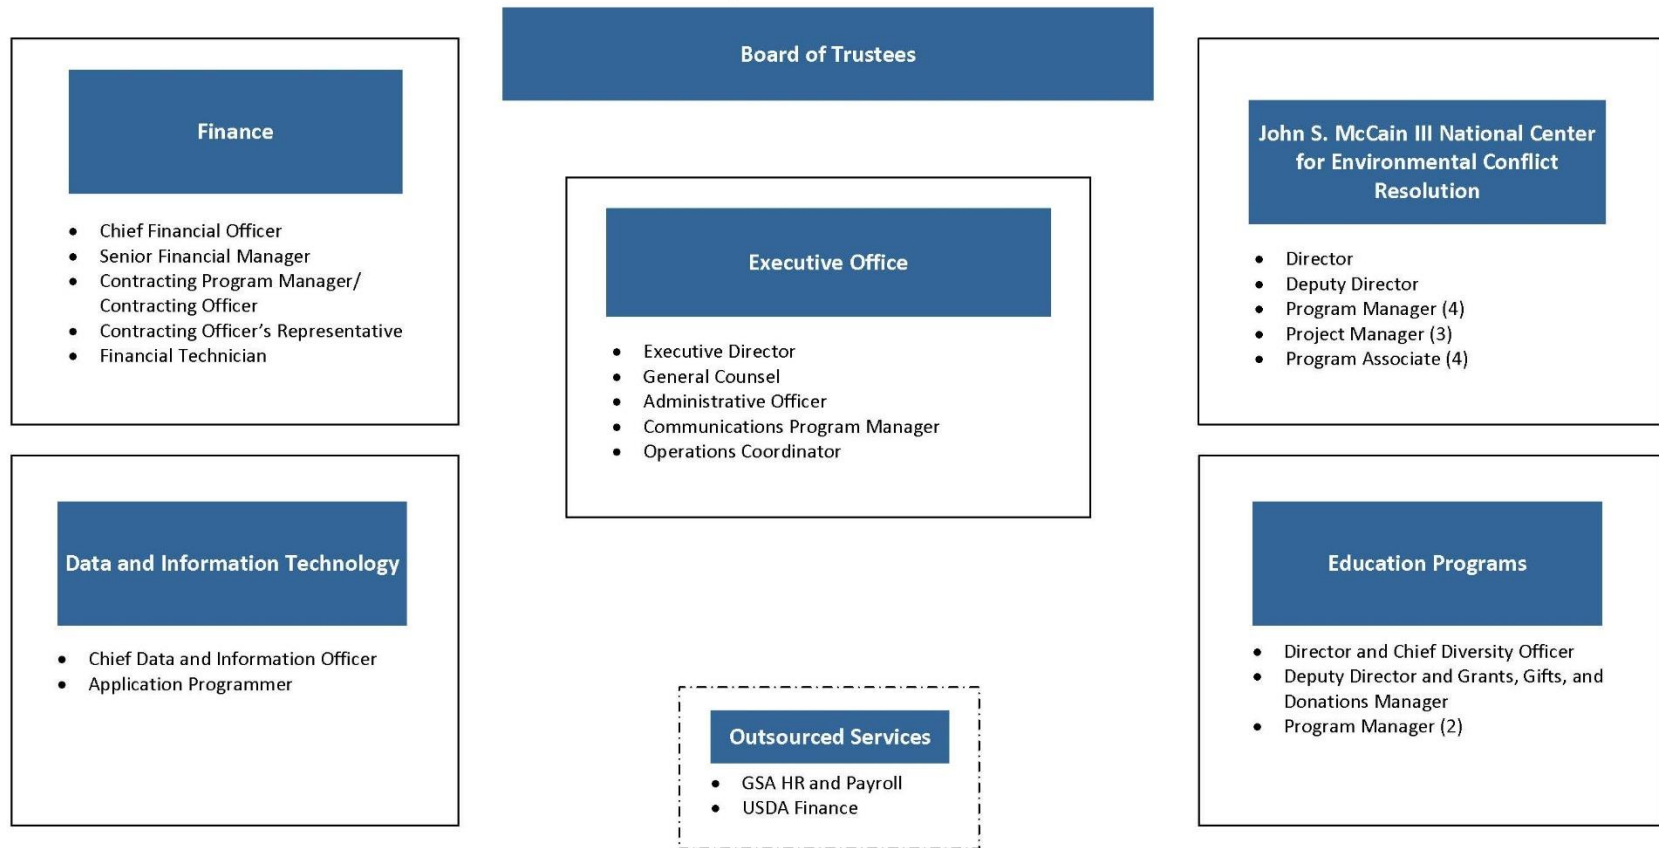 Board of Trustees
Finance
• Chief Financial Officer
• Senior Financial Manager
• Contracting Program Manager/
Contracting Officer
• Contracting Officer’s Representative
• Financial Technician
Executive Office
• Executive Director
• General Counsel
• Administrative Officer
• Communications Program Manager
• Operations Coordinator
John S. McCain III National Center
for Environmental Conflict
Resolution
• Director
• Deputy Director
• Program Manager (4)
• Project Manager (3)
• Program Associate (4)
Data and Information Technology
• Chief Data and Information Officer
• Application Programmer
Outsourced Services
• GSA HR and Payroll
• USDA Finance
Education Programs
• Director and Chief Diversity Officer
• Deputy Director and Grants, Gifts, and
Donations Manager
• Program Manager (2)